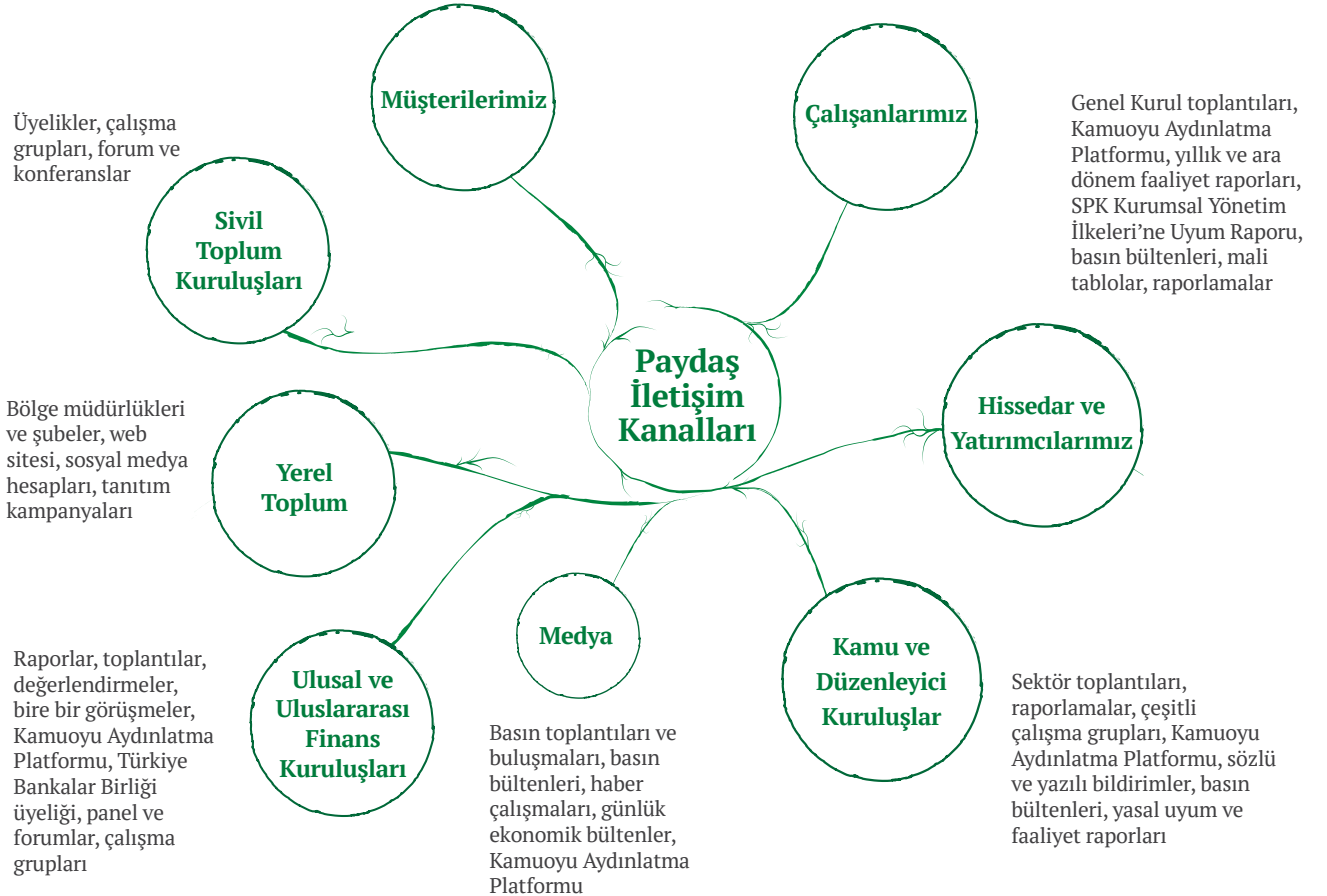 Müşterilerimiz
Çalışanlarımız
Genel Kurul toplantıları,
Kamuoyu Aydınlatma
Platformu, yıllık ve ara
dönem faaliyet raporları,
SPK Kurumsal Yönetim
İlkeleri’ne Uyum Raporu,
basın bültenleri, mali
tablolar, raporlamalar
Üyelikler, çalışma
grupları, forum ve
konferanslar
Sivil
Toplum
Kuruluşları
Paydaş
İletişim
Kanalları
Hissedar ve
Yatırımcılarımız
Bölge müdürlükleri
ve şubeler, web
sitesi, sosyal medya
hesapları, tanıtım
kampanyaları
Yerel
Toplum
Medya
Kamu ve
Düzenleyici
Kuruluşlar
Raporlar, toplantılar,
değerlendirmeler,
bire bir görüşmeler,
Kamuoyu Aydınlatma
Platformu, Türkiye
Bankalar Birliği
üyeliği, panel ve
forumlar, çalışma
grupları
Ulusal ve
Uluslararası
Finans
Kuruluşları
Basın toplantıları ve
buluşmaları, basın
bültenleri, haber
çalışmaları, günlük
ekonomik bültenler,
Kamuoyu Aydınlatma
Platformu
Sektör toplantıları,
raporlamalar, çeşitli
çalışma grupları, Kamuoyu
Aydınlatma Platformu, sözlü
ve yazılı bildirimler, basın
bültenleri, yasal uyum ve
faaliyet raporları